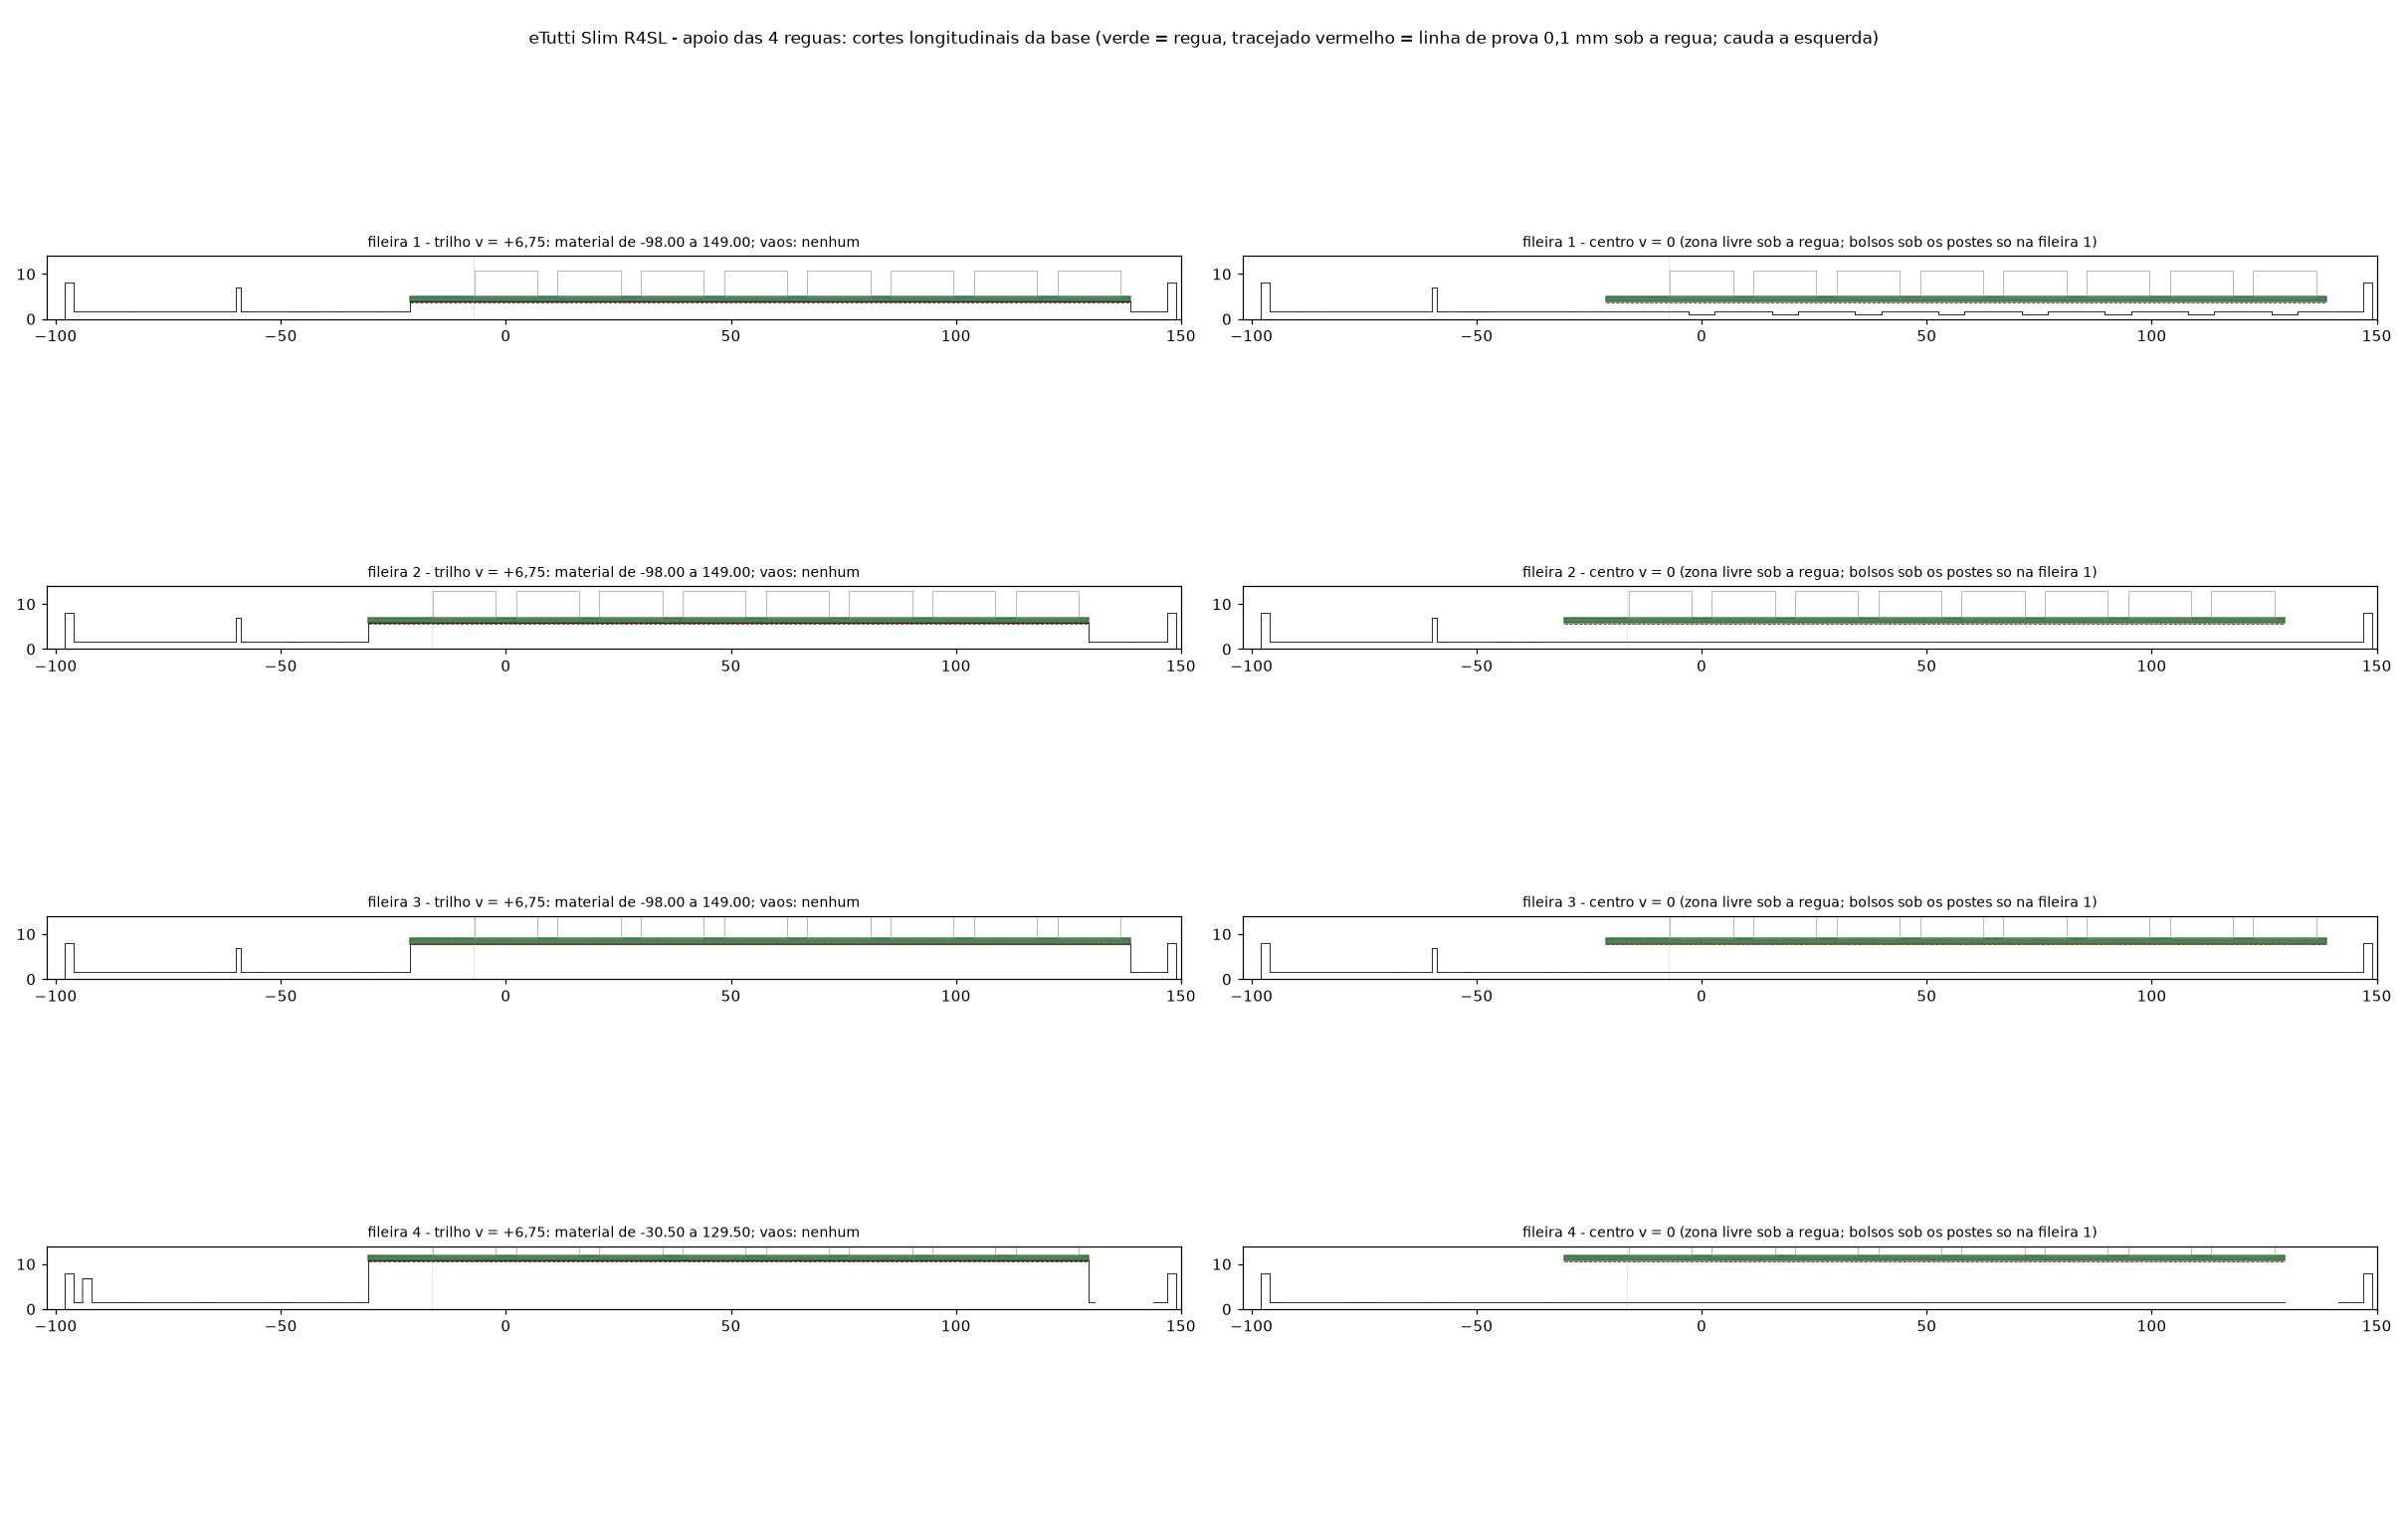 eTutti Slim R4SL - apoio das 4 reguas: cortes longitudinais da base (verde = regua, tracejado vermelho = linha de prova 0,1 mm sob a regua; cauda a esquerda)
fileira 1 - trilho v = +6,75: material de -98.00 a 149.00; vaos: nenhum
10
0
−100 −50 0 50 100 150
fileira 1 - centro v = 0 (zona livre sob a regua; bolsos sob os postes so na fileira 1)
10
0
−100 −50 0 50 100 150
fileira 2 - trilho v = +6,75: material de -98.00 a 149.00; vaos: nenhum
10
0
−100 −50 0 50 100 150
fileira 2 - centro v = 0 (zona livre sob a regua; bolsos sob os postes so na fileira 1)
10
0
−100 −50 0 50 100 150
fileira 3 - trilho v = +6,75: material de -98.00 a 149.00; vaos: nenhum
10
0
−100 −50 0 50 100 150
fileira 3 - centro v = 0 (zona livre sob a regua; bolsos sob os postes so na fileira 1)
10
0
−100 −50 0 50 100 150
fileira 4 - trilho v = +6,75: material de -30.50 a 129.50; vaos: nenhum
10
0
−100 −50 0 50 100 150
fileira 4 - centro v = 0 (zona livre sob a regua; bolsos sob os postes so na fileira 1)
10
0
−100 −50 0 50 100 150